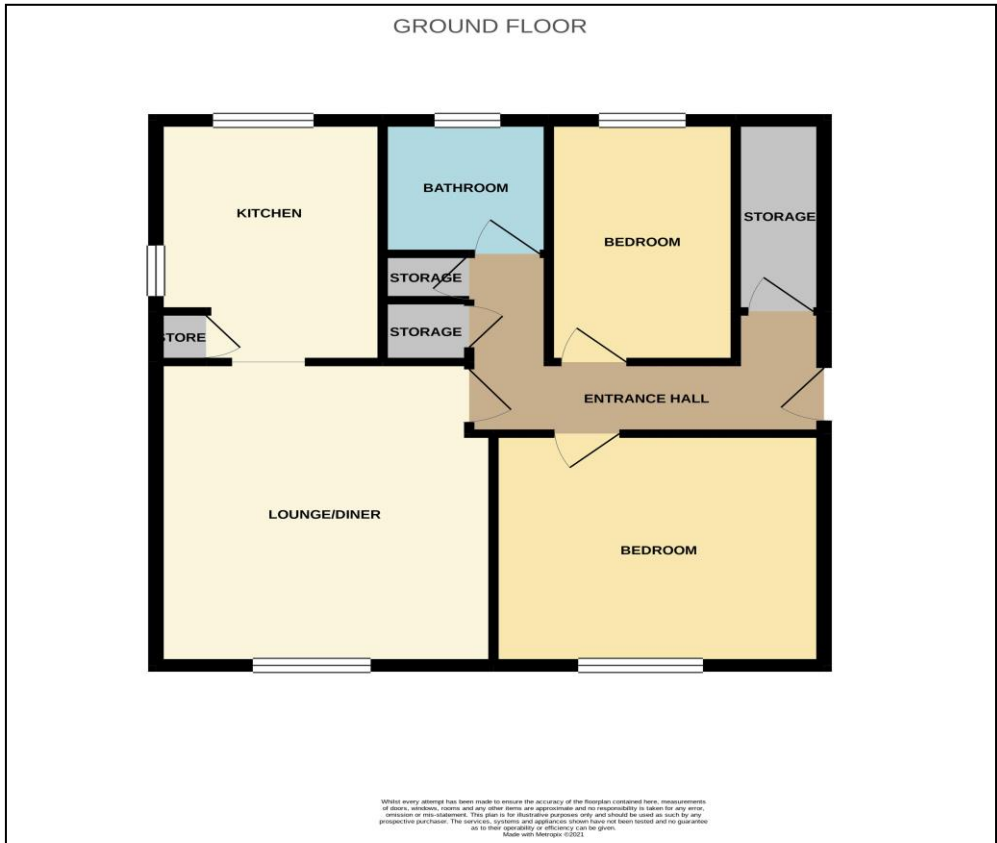 GROUND FLOOR
KITCHEN
BATHROOM
BEDROOM
STORAGE
STORAGE
STORAGE
STORE
ENTRANCE HALL
LOUNGE/DINER
BEDROOM
Whilst every attempt has been made to ensure the accuracy of the floorplan contained here, measurements
of doors, windows, rooms and any other items are approximate and no responsibility is taken for any error,
omission or mis-statement. This plan is for illustrative purposes only and should be used as such by any
prospective purchaser. The services, systems and appliances shown have not been tested and no guarantee
as to their operability or efficiency can be given.
Made with Metropix ©2021